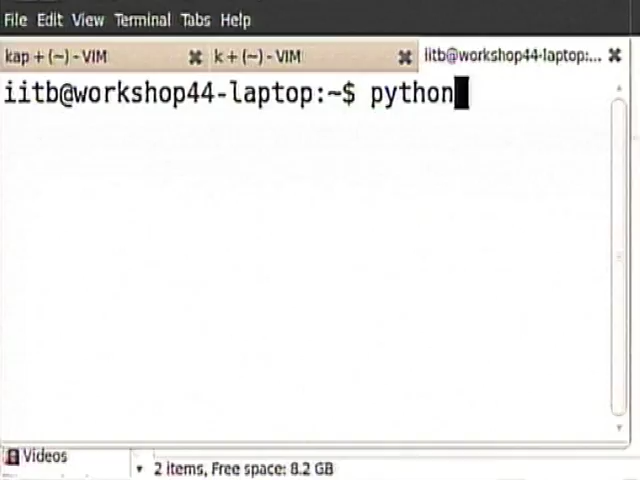 File Edit View Terminal Tabs Help
kap + (~) - VIM k + (~) - VIM iitb@workshop44-laptop:...
iitb@workshop44-laptop:~$ python
Videos
2 items, Free space: 8.2 GB